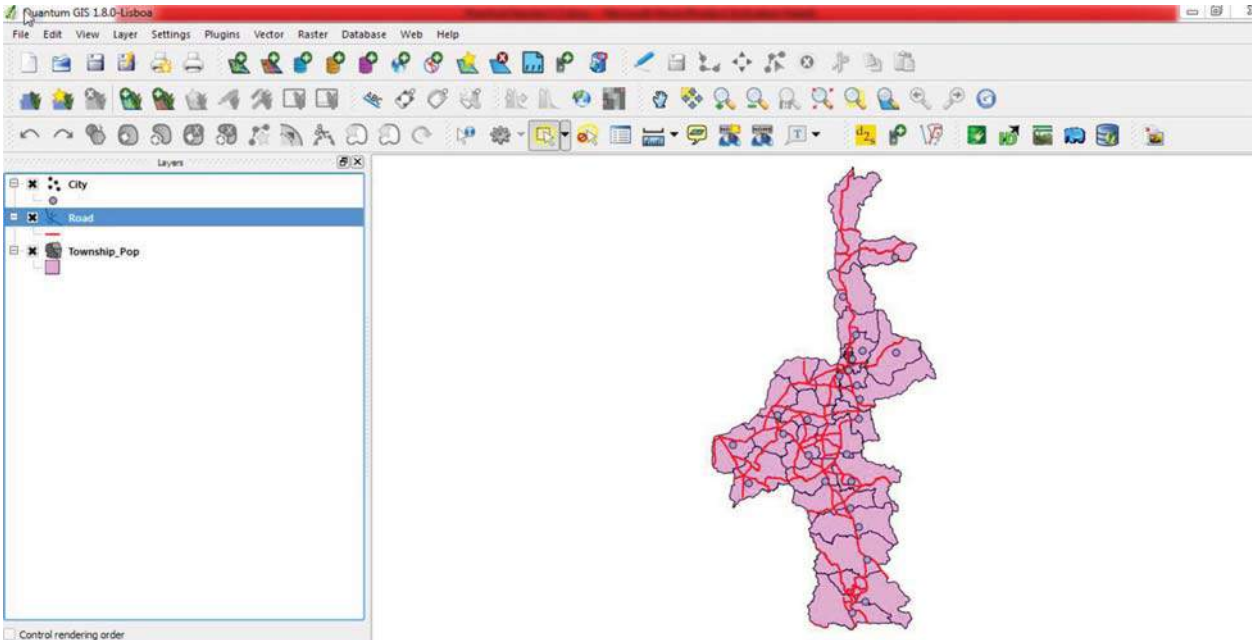 Quantum GIS 1.8.0-Lisboa
File Edit View Layer Settings Plugins Vector Raster Database Web Help
Layers
City
Road
Township_Pop
Control rendering order